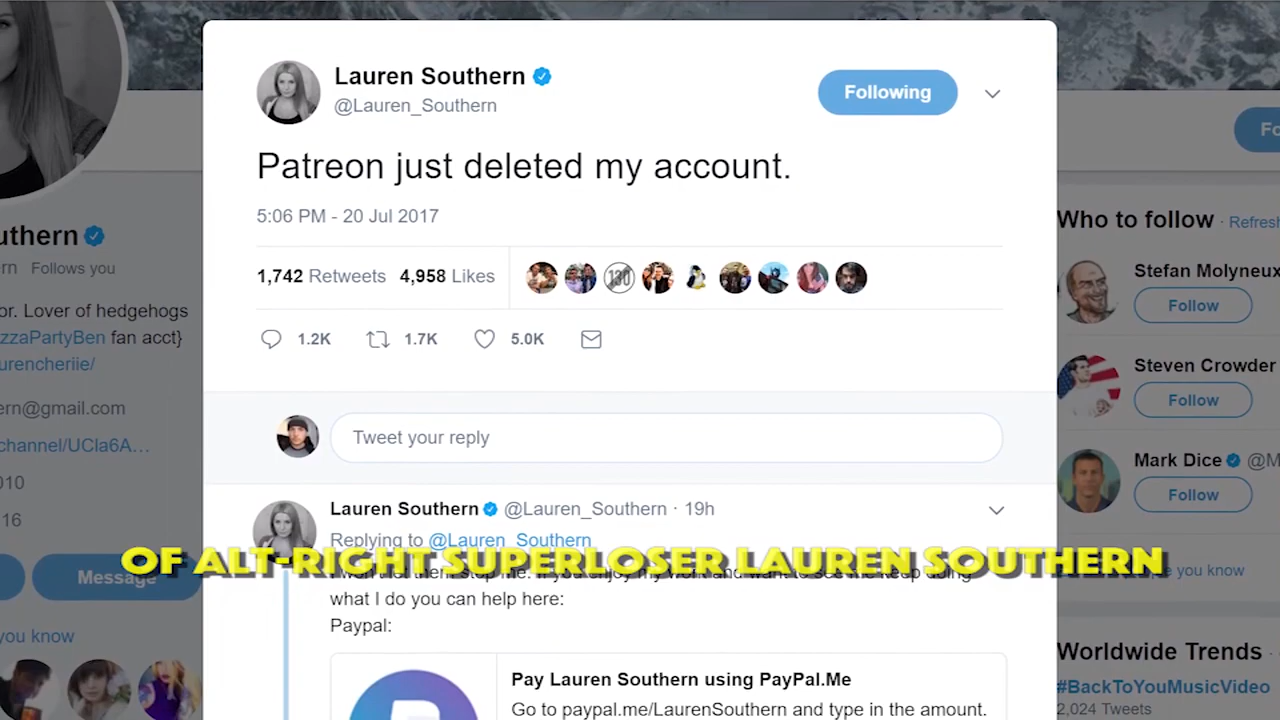 Lauren Southern
@Lauren_Southern
Following
Fo
Patreon just deleted my account.
5:06 PM - 20 Jul 2017
1,742 Retweets 4,958 Likes
130
1.2K 1.7K 5.0K
Tweet your reply
Lauren Southern @Lauren_Southern · 19h
Replying to @Lauren_Southern
OF ALT-RIGHT SUPERLOSER LAUREN SOUTHERN
what I do you can help here:
Paypal:
Pay Lauren Southern using PayPal.Me
Go to paypal.me/LaurenSouthern and type in the amount.
uthern
rn Follows you
or. Lover of hedgehogs
zzaPartyBen fan acct}
urencheriie/
ern@gmail.com
channel/UCla6A...
010
16
Message
you know
Who to follow · Refresh
Stefan Molyneux
Follow
Steven Crowder
Follow
Mark Dice @M
Follow
you know
Worldwide Trends ·
#BackToYouMusicVideo
2,024 Tweets